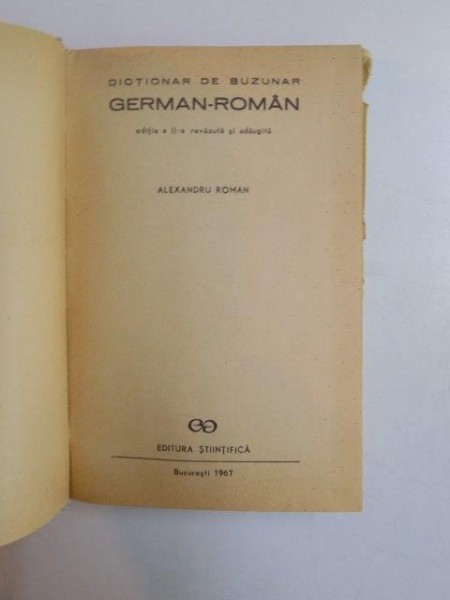 DICȚIONAR DE BUZUNAR
GERMAN-ROMÂN
ediția a II-a revăzută și adăugită
ALEXANDRU ROMAN
EDITURA ȘTIINȚIFICĂ
București 1967